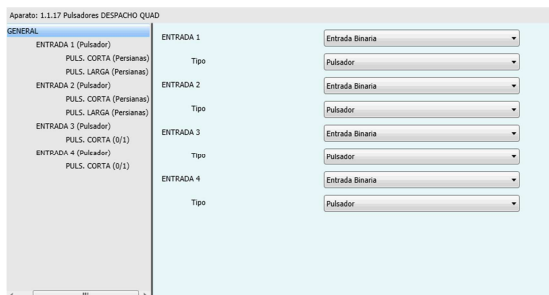 Aparato: 1.1.17 Pulsadores DESPACHO QUAD
GENERAL
ENTRADA 1 (Pulsador)
PULS. CORTA (Persianas)
PULS. LARGA (Persianas)
ENTRADA 2 (Pulsador)
PULS. CORTA (Persianas)
PULS. LARGA (Persianas)
ENTRADA 3 (Pulsador)
PULS. CORTA (0/1)
ENTRADA 4 (Pulsador)
PULS. CORTA (0/1)
ENTRADA 1 Entrada Binaria
Tipo Pulsador
ENTRADA 2 Entrada Binaria
Tipo Pulsador
ENTRADA 3 Entrada Binaria
Tipo Pulsador
ENTRADA 4 Entrada Binaria
Tipo Pulsador